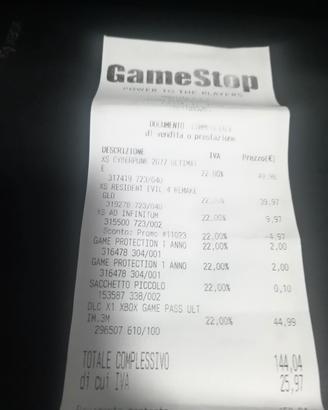 GameStop
POWER TO THE PLAYERS
DOCUMENTO COMMERCIALE
di vendita o prestazione
DESCRIZIONE IVA Prezzo(€)
XS CYBERPUNK 2077 ULTIMAT
E 22,00%
317419 723/040
XS RESIDENT EVIL 4 REMAKE
GLD 39,97
319278 723/040
XS AD INFINITUM 22,00% 9,97
315500 723/002
Sconto: Promo #11023 -4,97
GAME PROTECTION 1 ANNO 22,00% 2,00
316478 304/001
GAME PROTECTION 1 ANNO 22,00% 2,00
316478 304/001
SACCHETTO PICCOLO 22,00% 0,10
153587 338/002
DLC X1 XBOX GAME PASS ULT
IM.3M 22,00% 44,99
296507 610/100
TOTALE COMPLESSIVO 144,04
di cui IVA 25,97